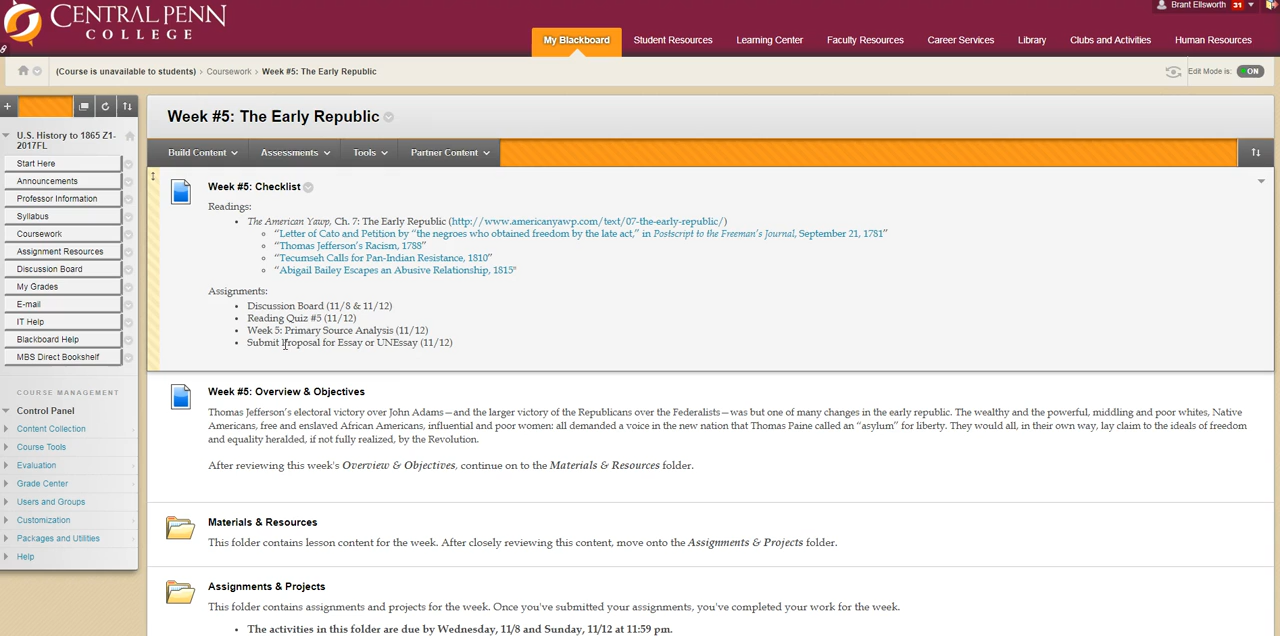 CENTRAL PENN
COLLEGE
Brant Ellsworth 31
My Blackboard Student Resources Learning Center Faculty Resources Career Services Library Clubs and Activities Human Resources
(Course is unavailable to students) Coursework Week #5: The Early Republic
Edit Mode is: ON
Week #5: The Early Republic
Build Content Assessments Tools Partner Content
U.S. History to 1865 Z1-
2017FL
Start Here
Announcements
Professor Information
Syllabus
Coursework
Assignment Resources
Discussion Board
My Grades
E-mail
IT Help
Blackboard Help
MBS Direct Bookshelf
COURSE MANAGEMENT
Control Panel
Content Collection
Course Tools
Evaluation
Grade Center
Users and Groups
Customization
Packages and Utilities
Help
Week #5: Checklist
Readings:
The American Yawp, Ch. 7: The Early Republic (http://www.americanyawp.com/text/07-the-early-republic/)
"Letter of Cato and Petition by "the negroes who obtained freedom by the late act," in Postscript to the Freeman's Journal, September 21, 1781"
"Thomas Jefferson's Racism, 1788"
"Tecumseh Calls for Pan-Indian Resistance, 1810"
"Abigail Bailey Escapes an Abusive Relationship, 1815"
Assignments:
Discussion Board (11/8 & 11/12)
Reading Quiz #5 (11/12)
Week 5: Primary Source Analysis (11/12)
Submit Proposal for Essay or UNEssay (11/12)
Week #5: Overview & Objectives
Thomas Jefferson's electoral victory over John Adams—and the larger victory of the Republicans over the Federalists—was but one of many changes in the early republic. The wealthy and the powerful, middling and poor whites, Native
Americans, free and enslaved African Americans, influential and poor women: all demanded a voice in the new nation that Thomas Paine called an "asylum" for liberty. They would all, in their own way, lay claim to the ideals of freedom
and equality heralded, if not fully realized, by the Revolution.
After reviewing this week's Overview & Objectives, continue on to the Materials & Resources folder.
Materials & Resources
This folder contains lesson content for the week. After closely reviewing this content, move onto the Assignments & Projects folder.
Assignments & Projects
This folder contains assignments and projects for the week. Once you've submitted your assignments, you've completed your work for the week.
The activities in this folder are due by Wednesday, 11/8 and Sunday, 11/12 at 11:59 pm.